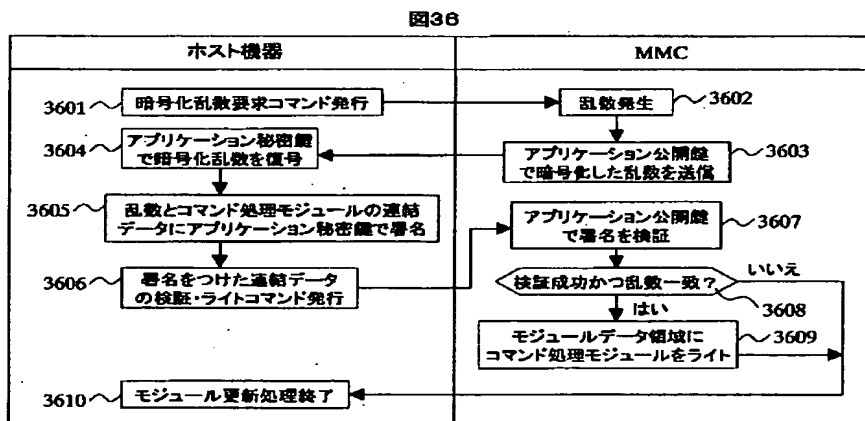 図36
ホスト機器
MMC
3601
暗号化乱数要求コマンド発行
乱数発生
3602
3604
アプリケーション秘密鍵
で暗号化乱数を復号
アプリケーション公開鍵
で暗号化した乱数を送信
3603
3605
乱数とコマンド処理モジュールの連結
データにアプリケーション秘密鍵で署名
アプリケーション公開鍵
で署名を検証
3607
3606
署名をつけた連結データ
の検証・ライトコマンド発行
検証成功かつ乱数一致?
いいえ
3608
はい
モジュールデータ領域に
コマンド処理モジュールをライト
3609
3610
モジュール更新処理終了